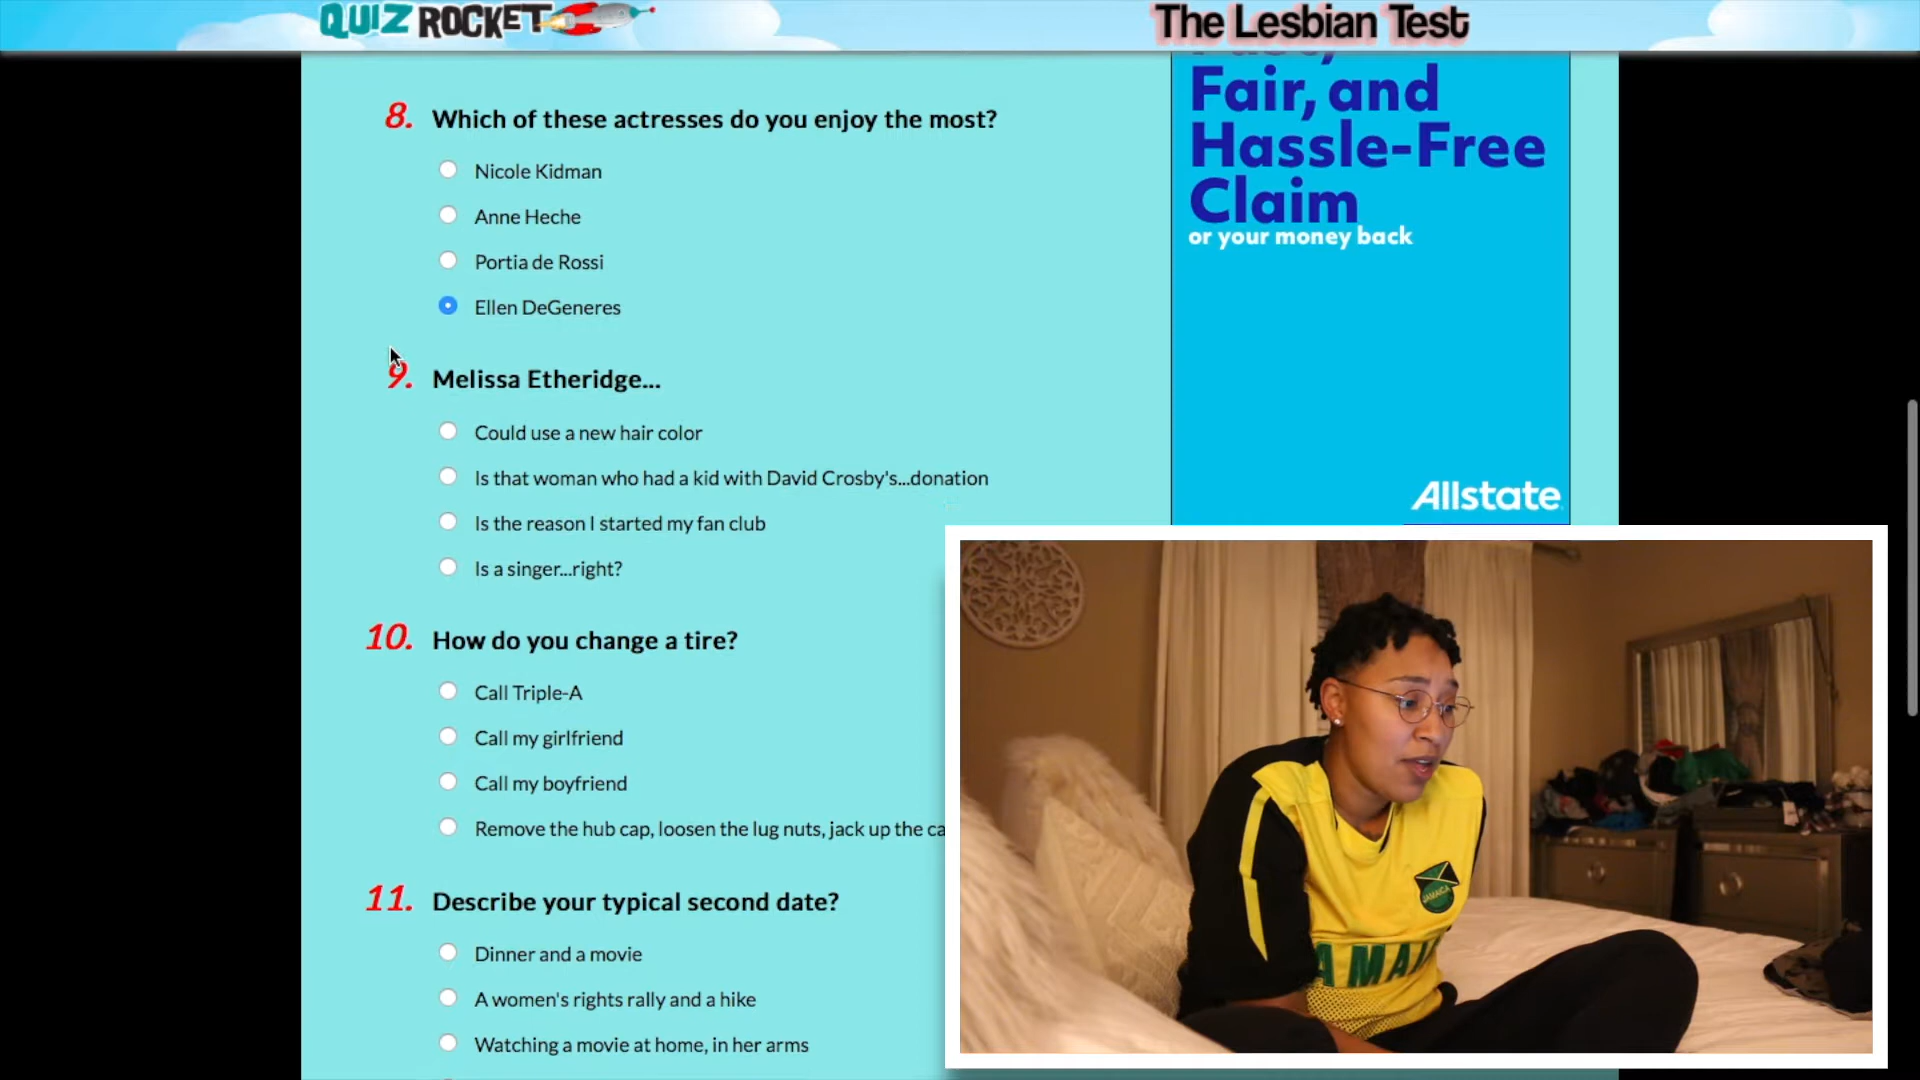 QUIZ ROCKET
The Lesbian Test
8. Which of these actresses do you enjoy the most?
Nicole Kidman
Anne Heche
Portia de Rossi
Ellen DeGeneres
9. Melissa Etheridge...
Could use a new hair color
Is that woman who had a kid with David Crosby's...donation
Is the reason I started my fan club
Is a singer...right?
10. How do you change a tire?
Call Triple-A
Call my girlfriend
Call my boyfriend
Remove the hub cap, loosen the lug nuts, jack up the ca
11. Describe your typical second date?
Dinner and a movie
A women's rights rally and a hike
Watching a movie at home, in her arms
Fair, and
Hassle-Free
Claim
or your money back
Allstate
JAMAICA
AMAI